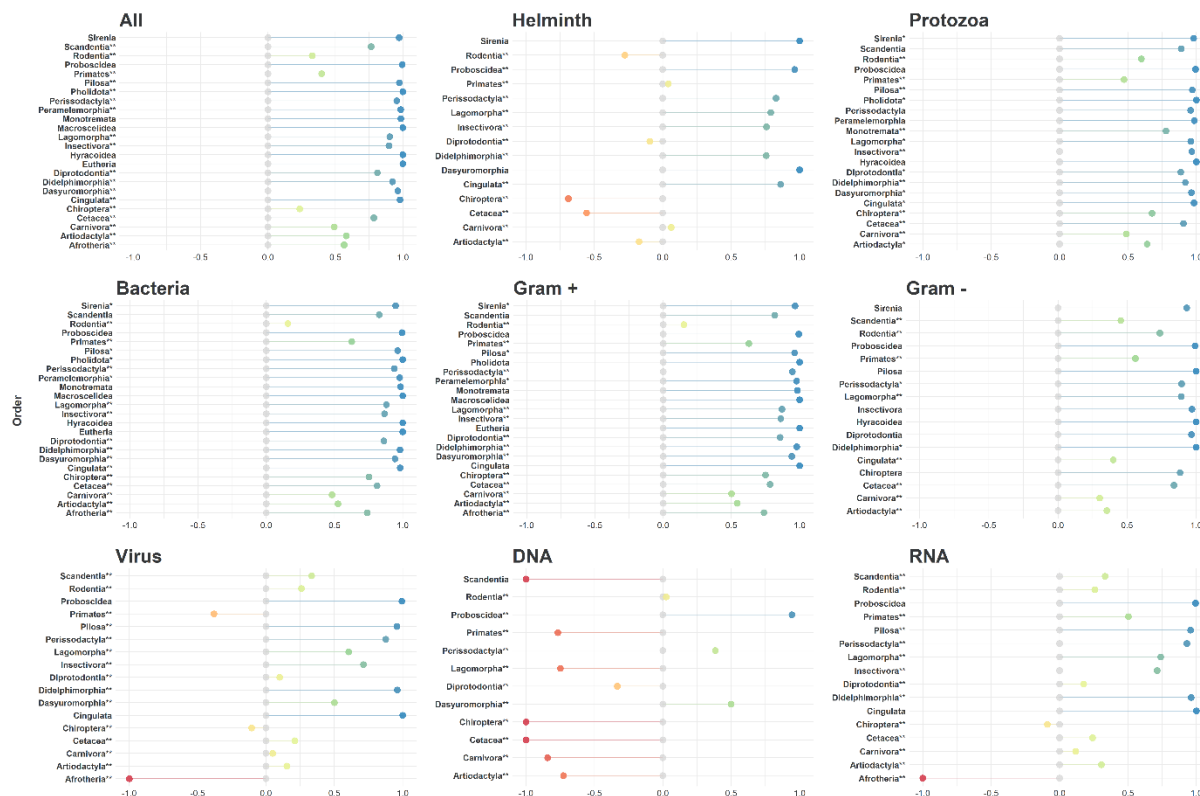 All
Sirenia
Scandentia**
Rodentia**
Proboscidea
Primates**
Pilosa**
Pholidota**
Perissodactyla**
Peramelemorphia**
Monotremata
Macroscelidea
Lagomorpha**
Insectivora**
Hyracoidea
Eutheria
Diprotodontia**
Didelphimorphia**
Dasyuromorphia**
Cingulata**
Chiroptera**
Cetacea**
Carnivora**
Artiodactyla**
Afrotheria**
-1.0 -0.5 0.0 0.5 1.0
Helminth
Sirenia
Rodentia**
Proboscidea**
Primates**
Perissodactyla**
Lagomorpha**
Insectivora**
Diprotodontia**
Didelphimorphia**
Dasyuromorphia
Cingulata**
Chiroptera**
Cetacea**
Carnivora**
Artiodactyla**
-1.0 -0.5 0.0 0.5 1.0
Protozoa
Sirenia*
Scandentia
Rodentia**
Proboscidea
Primates**
Pilosa**
Pholidota*
Perissodactyla
Peramelemorphia
Monotremata**
Lagomorpha*
Insectivora**
Hyracoidea
Diprotodontia*
Didelphimorphia**
Dasyuromorphia*
Cingulata*
Chiroptera**
Cetacea**
Carnivora**
Artiodactyla*
-1.0 -0.5 0.0 0.5 1.0
Order
Bacteria
Sirenia*
Scandentia
Rodentia**
Proboscidea
Primates**
Pilosa*
Pholidota*
Perissodactyla**
Peramelemorphia*
Monotremata
Macroscelidea
Lagomorpha**
Insectivora**
Hyracoidea
Eutheria
Diprotodontia**
Didelphimorphia**
Dasyuromorphia**
Cingulata**
Chiroptera**
Cetacea**
Carnivora**
Artiodactyla**
Afrotheria**
-1.0 -0.5 0.0 0.5 1.0
Gram +
Sirenia*
Scandentia
Rodentia**
Proboscidea
Primates**
Pilosa*
Pholidota
Perissodactyla**
Peramelemorphia*
Monotremata
Macroscelidea
Lagomorpha**
Insectivora**
Eutheria
Diprotodontia**
Didelphimorphia**
Dasyuromorphia**
Cingulata
Chiroptera**
Cetacea**
Carnivora**
Artiodactyla**
Afrotheria**
-1.0 -0.5 0.0 0.5 1.0
Gram -
Sirenia
Scandentia**
Rodentia**
Proboscidea
Primates**
Pilosa
Perissodactyla*
Lagomorpha**
Insectivora
Hyracoidea
Diprotodontia
Didelphimorphia*
Cingulata**
Chiroptera
Cetacea**
Carnivora**
Artiodactyla**
-1.0 -0.5 0.0 0.5 1.0
Virus
Scandentia**
Rodentia**
Proboscidea
Primates**
Pilosa**
Perissodactyla**
Lagomorpha**
Insectivora**
Diprotodontia**
Didelphimorphia**
Dasyuromorphia**
Cingulata
Chiroptera**
Cetacea**
Carnivora**
Artiodactyla**
Afrotheria**
-1.0 -0.5 0.0 0.5 1.0
DNA
Scandentia
Rodentia**
Proboscidea**
Primates**
Perissodactyla**
Lagomorpha**
Diprotodontia**
Dasyuromorphia**
Chiroptera**
Cetacea**
Carnivora**
Artiodactyla**
-1.0 -0.5 0.0 0.5 1.0
RNA
Scandentia**
Rodentia**
Proboscidea
Primates**
Pilosa**
Perissodactyla**
Lagomorpha**
Insectivora**
Diprotodontia**
Didelphimorphia**
Cingulata
Chiroptera**
Cetacea**
Carnivora**
Artiodactyla**
Afrotheria**
-1.0 -0.5 0.0 0.5 1.0